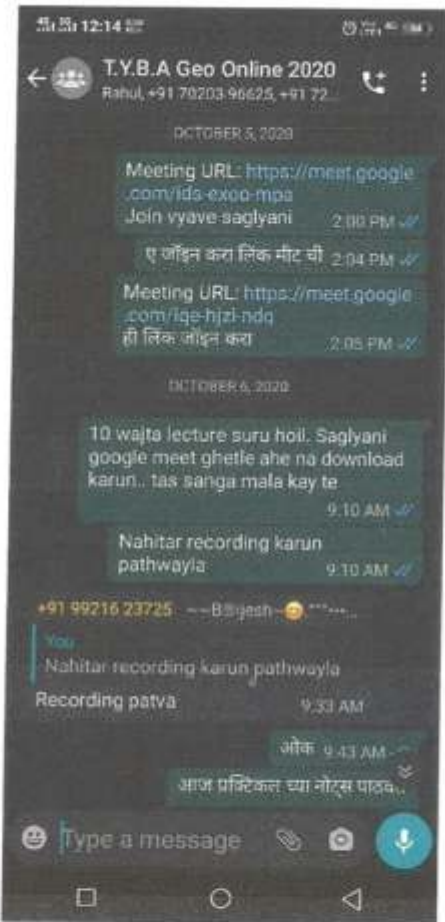 12:14
T.Y.B.A Geo Online 2020
Rahul, +91 70203 96625, +91 72...
OCTOBER 5, 2020
Meeting URL: https://meet.google
.com/ids-exoo-mpa
Join vyave saglyani 2:00 PM
ए जॉइन करा लिंक मीट ची 2:04 PM
Meeting URL: https://meet.google
.com/iqe-hjzi-ndq
ही लिंक जॉइन करा 2:05 PM
OCTOBER 6, 2020
10 wajta lecture suru hoil. Saglyani
google meet ghetle ahe na download
karun.. tas sanga mala kay te
9:10 AM
Nahitar recording karun
pathwayla 9:10 AM
+91 99216 23725
You
Nahitar recording karun pathwayla
Recording patva 9:33 AM
ओक 9:43 AM
आज प्रक्टिकल च्या नोट्स
Type a message